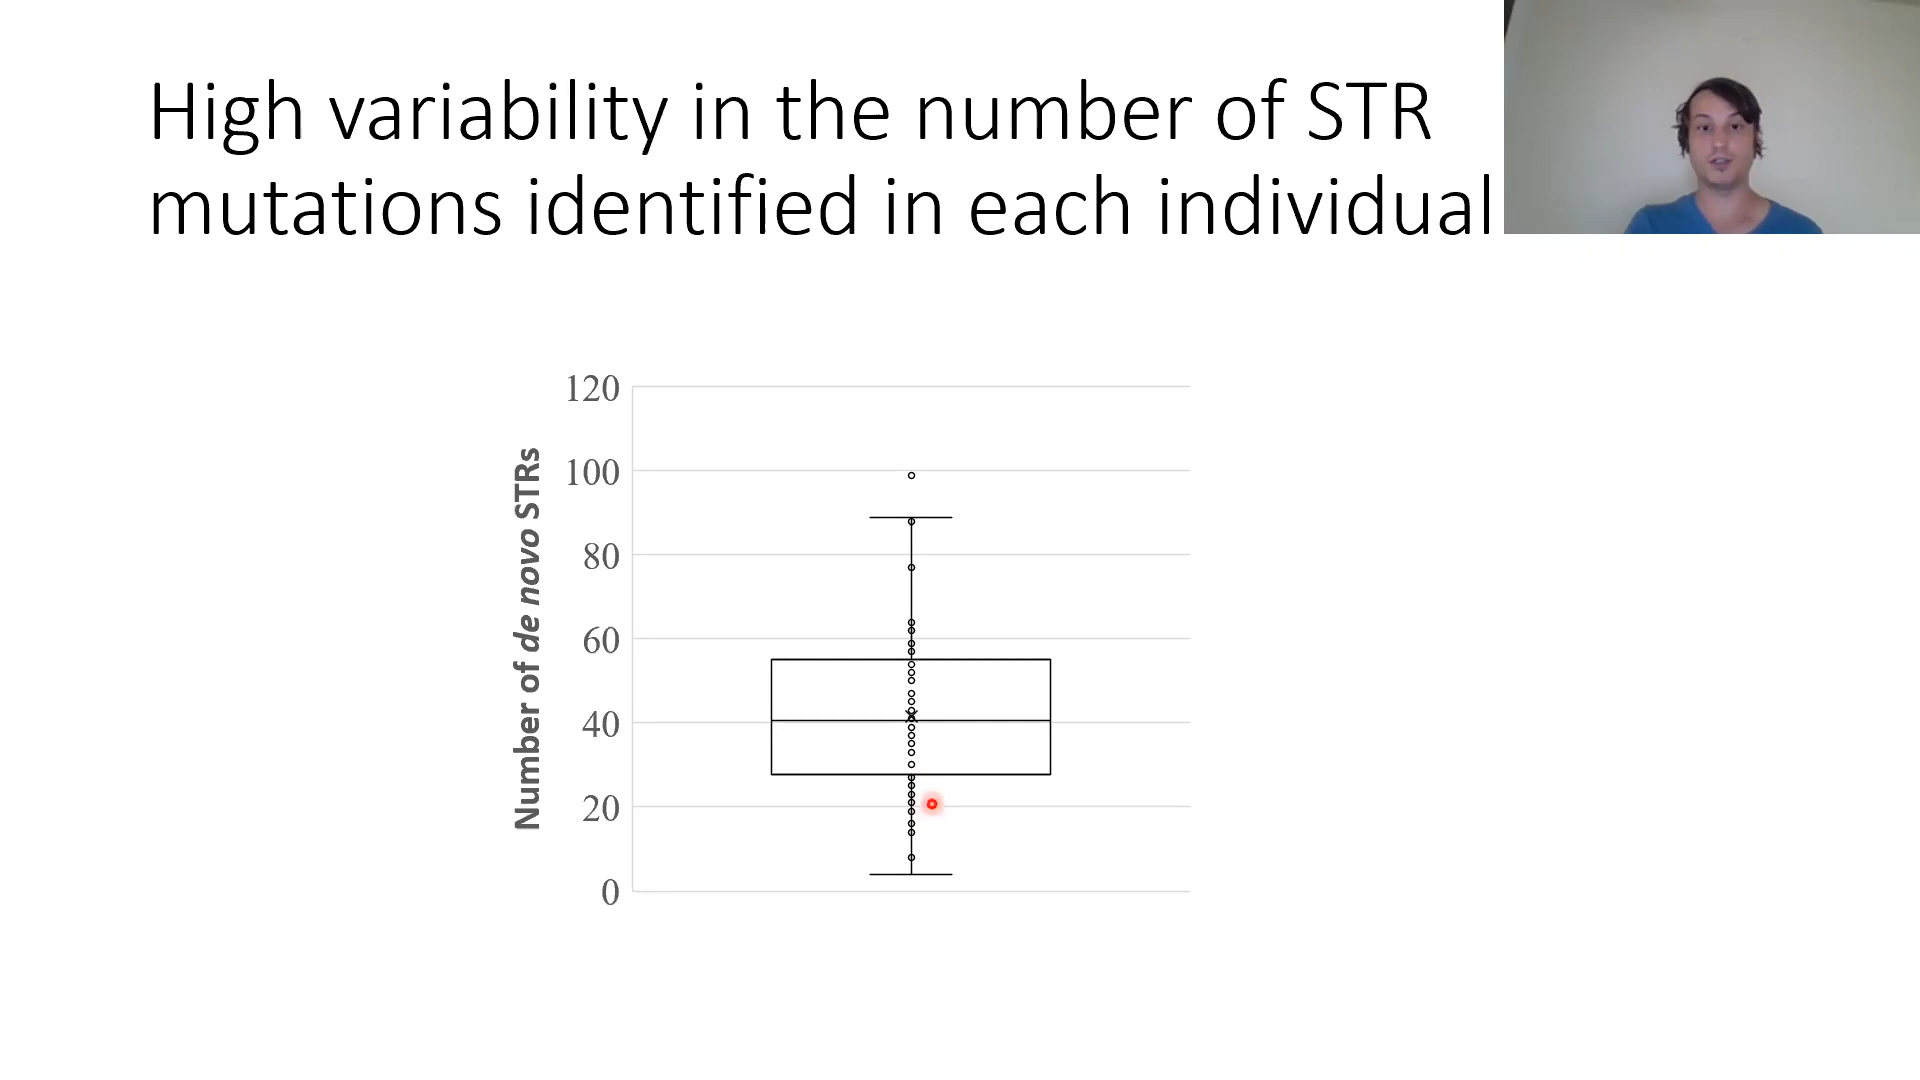 High variability in the number of STR
mutations identified in each individual
Number of de novo STRs
120
100
80
60
40
20
0